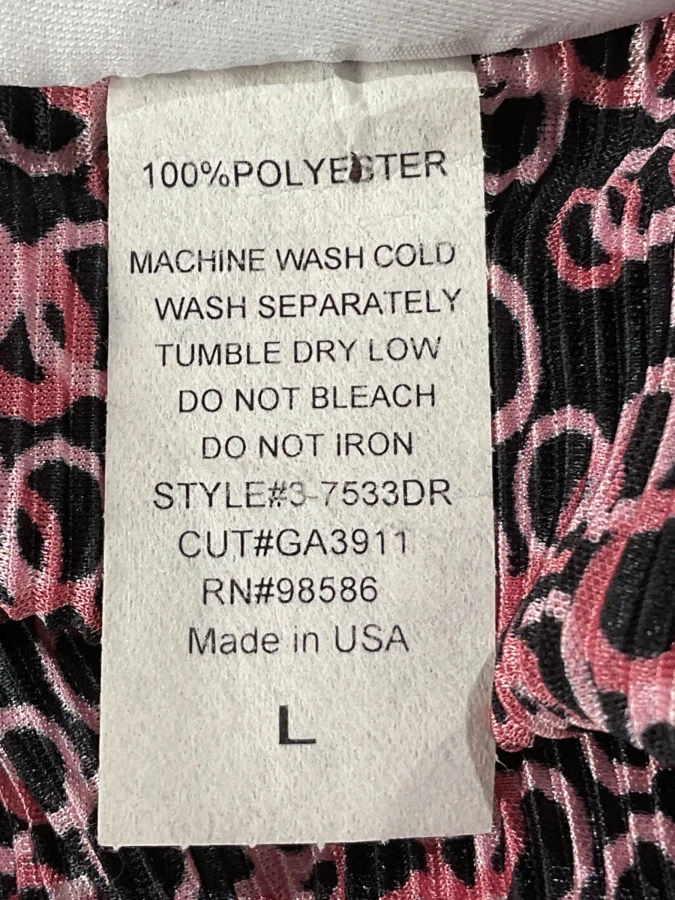 100%POLYESTER
MACHINE WASH COLD
WASH SEPARATELY
TUMBLE DRY LOW
DO NOT BLEACH
DO NOT IRON
STYLE#3-7533DR
CUT#GA3911
RN#98586
Made in USA
L